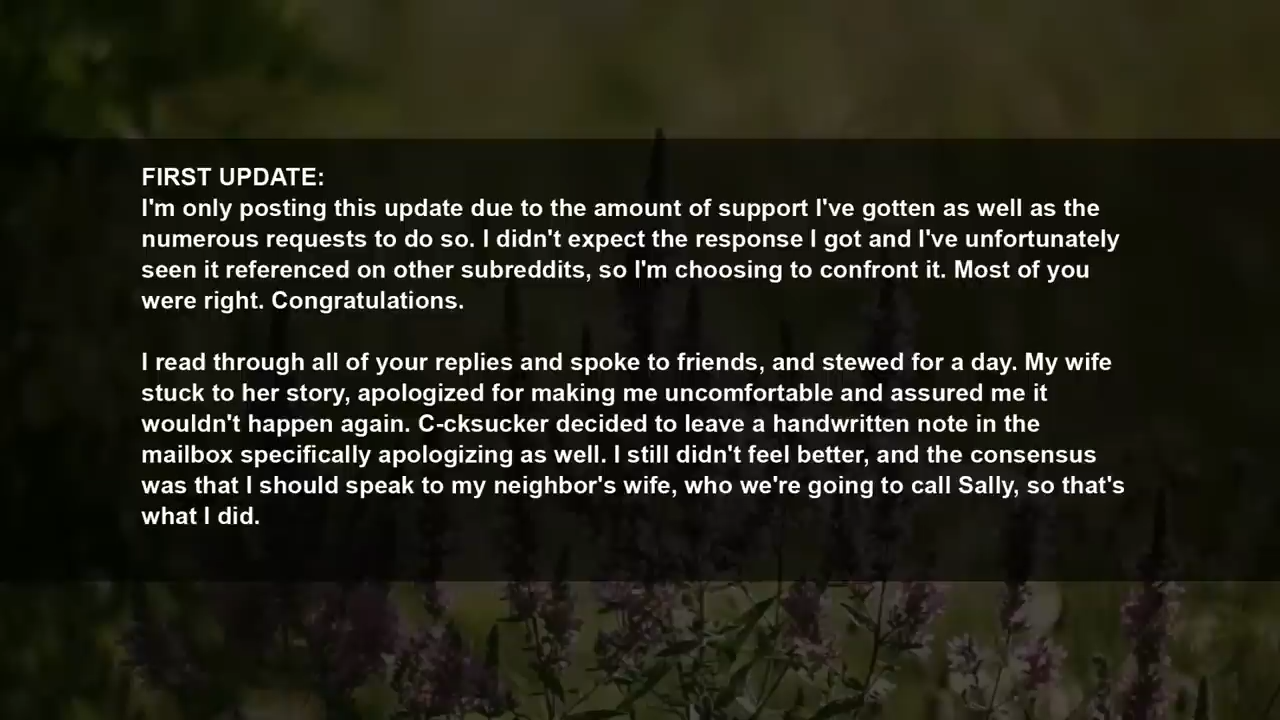 FIRST UPDATE:
I'm only posting this update due to the amount of support I've gotten as well as the
numerous requests to do so. I didn't expect the response I got and I've unfortunately
seen it referenced on other subreddits, so I'm choosing to confront it. Most of you
were right. Congratulations.
I read through all of your replies and spoke to friends, and stewed for a day. My wife
stuck to her story, apologized for making me uncomfortable and assured me it
wouldn't happen again. C-cksucker decided to leave a handwritten note in the
mailbox specifically apologizing as well. I still didn't feel better, and the consensus
was that I should speak to my neighbor's wife, who we're going to call Sally, so that's
what I did.